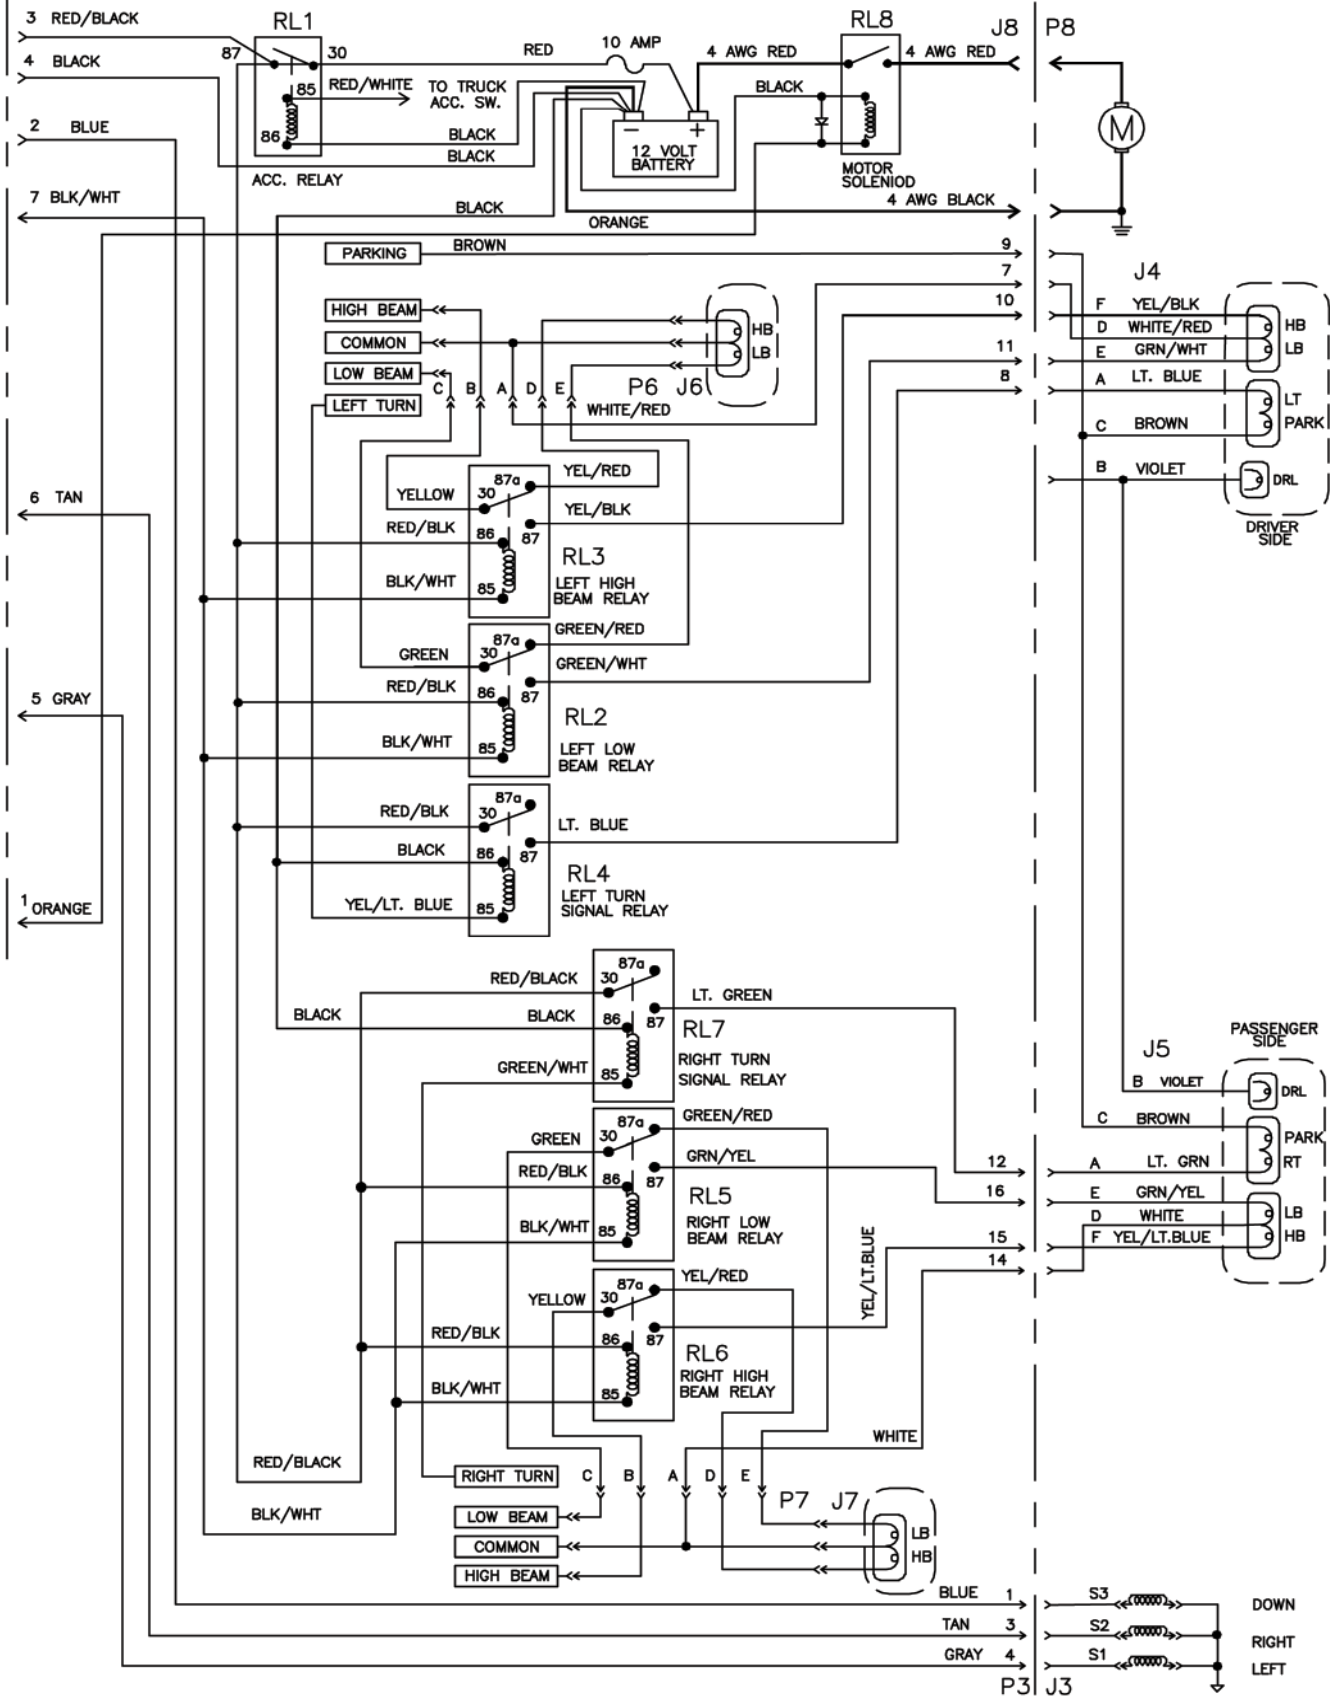 3 RED/BLACK
RL1
87
30
RED
10 AMP
4 AWG RED
RL8
4 AWG RED
J8
P8
4 BLACK
85
RED/WHITE
TO TRUCK
ACC. SW.
BLACK
86
BLACK
BLACK
ACC. RELAY
− +
12 VOLT
BATTERY
MOTOR
SOLENIOD
M
2 BLUE
7 BLK/WHT
BLACK
4 AWG BLACK
ORANGE
PARKING
BROWN
9
7
10
11
8
HIGH BEAM
COMMON
LOW BEAM
LEFT TURN
C B A D E
HB
LB
P6 J6
WHITE/RED
J4
F YEL/BLK
D WHITE/RED
E GRN/WHT
HB
LB
A LT. BLUE
C BROWN
LT
PARK
B VIOLET
DRL
DRIVER
SIDE
6 TAN
YELLOW
87a
30
YEL/RED
YEL/BLK
RED/BLK
86
87
RL3
BLK/WHT
85
LEFT HIGH
BEAM RELAY
GREEN
87a
30
GREEN/RED
GREEN/WHT
RED/BLK
86
87
RL2
BLK/WHT
85
LEFT LOW
BEAM RELAY
5 GRAY
RED/BLK
87a
30
LT. BLUE
BLACK
86
87
RL4
YEL/LT. BLUE
85
LEFT TURN
SIGNAL RELAY
1 ORANGE
RED/BLACK
87a
30
LT. GREEN
BLACK
BLACK
86
87
RL7
GREEN/WHT
85
RIGHT TURN
SIGNAL RELAY
GREEN
87a
30
GREEN/RED
GRN/YEL
RED/BLK
86
87
RL5
BLK/WHT
85
RIGHT LOW
BEAM RELAY
YELLOW
87a
30
YEL/RED
YEL/LT.BLUE
RED/BLK
86
87
RL6
BLK/WHT
85
RIGHT HIGH
BEAM RELAY
12
16
15
14
PASSENGER
SIDE
J5
B VIOLET
DRL
C BROWN
A LT. GRN
PARK
RT
E GRN/YEL
D WHITE
F YEL/LT.BLUE
LB
HB
WHITE
RED/BLACK
BLK/WHT
RIGHT TURN
LOW BEAM
COMMON
HIGH BEAM
C B A D E
P7 J7
LB
HB
BLUE 1
S3
DOWN
TAN 3
S2
RIGHT
GRAY 4
S1
LEFT
P3 J3